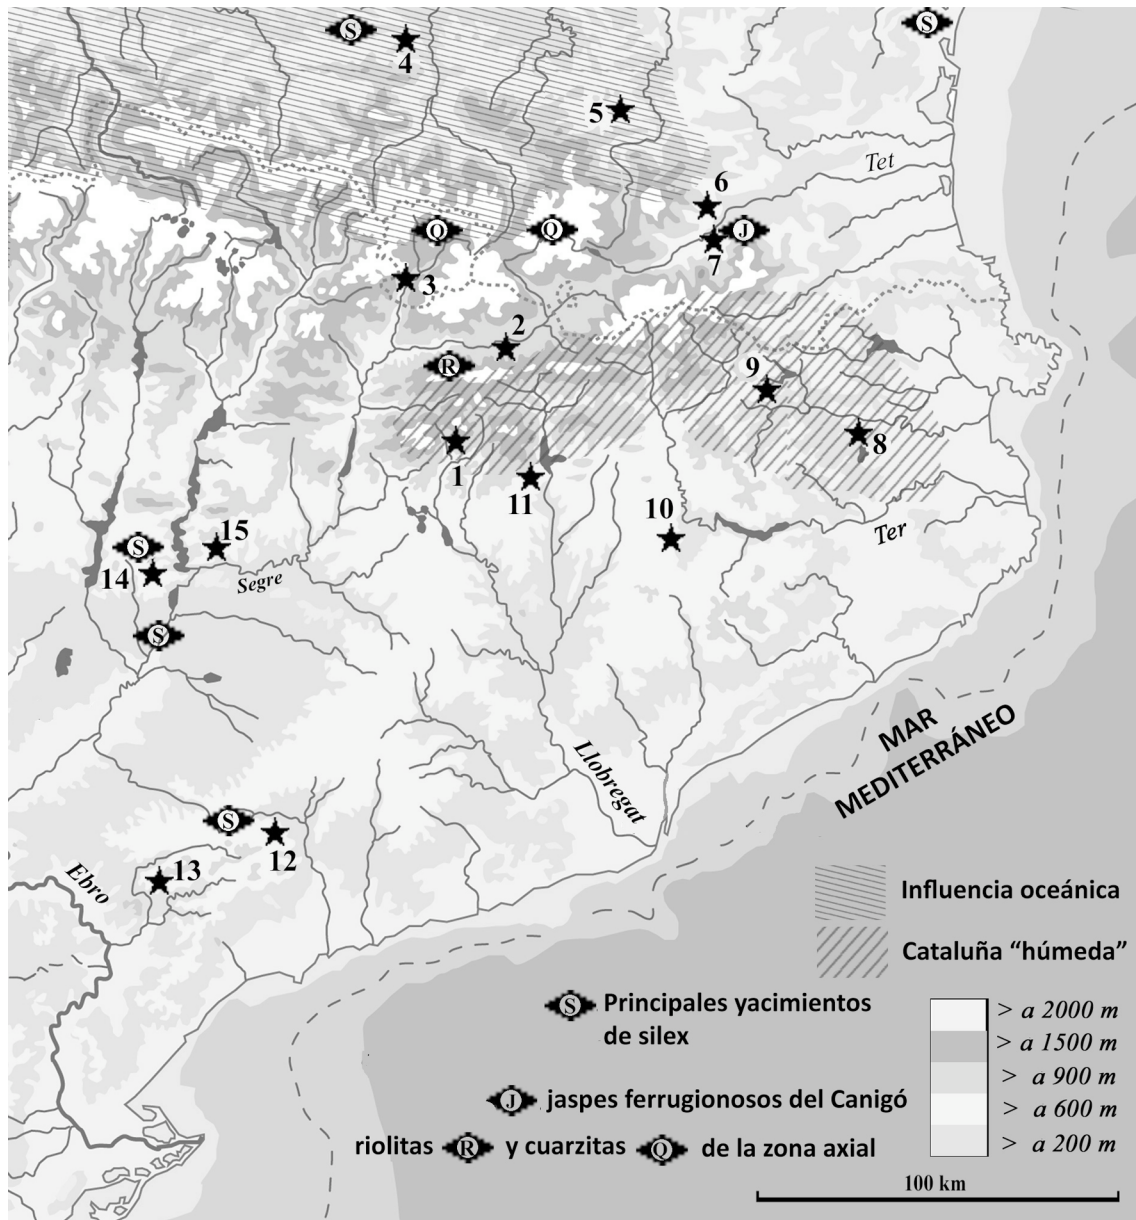 S
S
4
5
Tet
6
Q
Q
J
7
3
2
R
9
8
1
11
10
15
S
14
Ter
Segre
S
MAR
MEDITERRÁNEO
Llobregat
S
12
13
Ebro
Influencia oceánica
Cataluña “húmeda”
S Principales yacimientos
de silex
> a 2000 m
> a 1500 m
> a 900 m
> a 600 m
> a 200 m
J jaspes ferrugionosos del Canigó
riolitas R y cuarzitas Q de la zona axial
100 km